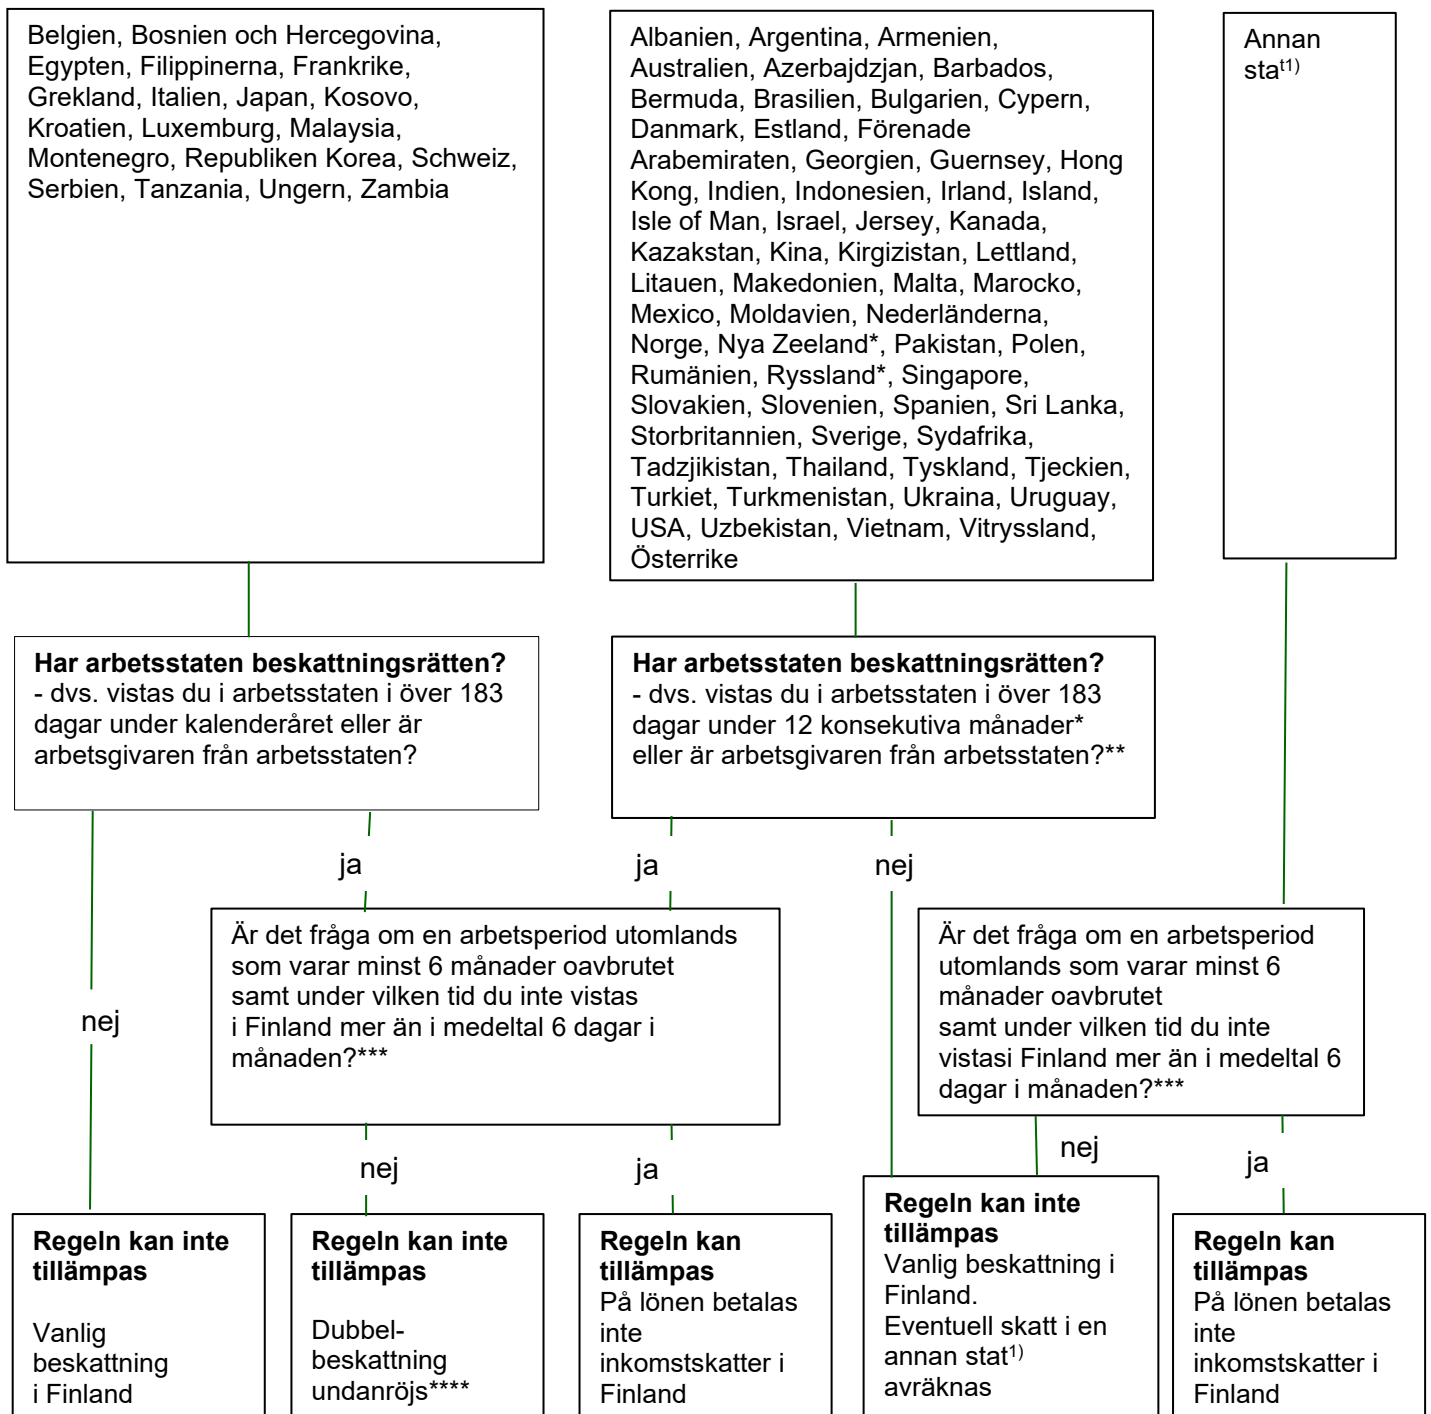 Belgien, Bosnien och Hercegovina,
Egypten, Filippinerna, Frankrike,
Grekland, Italien, Japan, Kosovo,
Kroatien, Luxemburg, Malaysia,
Montenegro, Republiken Korea, Schweiz,
Serbien, Tanzania, Ungern, Zambia
Albanien, Argentina, Armenien,
Australien, Azerbajdzjan, Barbados,
Bermuda, Brasilien, Bulgarien, Cypern,
Danmark, Estland, Förenade
Arabemiraten, Georgien, Guernsey, Hong
Kong, Indien, Indonesien, Irland, Island,
Isle of Man, Israel, Jersey, Kanada,
Kazakstan, Kina, Kirgizistan, Lettland,
Litauen, Makedonien, Malta, Marocko,
Mexico, Moldavien, Nederländerna,
Norge, Nya Zeeland*, Pakistan, Polen,
Rumänien, Ryssland*, Singapore,
Slovakien, Slovenien, Spanien, Sri Lanka,
Storbritannien, Sverige, Sydafrika,
Tadzjikistan, Thailand, Tyskland, Tjeckien,
Turkiet, Turkmenistan, Ukraina, Uruguay,
USA, Uzbekistan, Vietnam, Vitryssland,
Österrike
Annan
stat1)
Har arbetsstaten beskattningsrätten?
- dvs. vistas du i arbetsstaten i över 183
dagar under kalenderåret eller är
arbetsgivaren från arbetsstaten?
Har arbetsstaten beskattningsrätten?
- dvs. vistas du i arbetsstaten i över 183
dagar under 12 konsekutiva månader*
eller är arbetsgivaren från arbetsstaten?**
nej
ja
ja
nej
Är det fråga om en arbetsperiod utomlands
som varar minst 6 månader oavbrutet
samt under vilken tid du inte vistas
i Finland mer än i medeltal 6 dagar i
månaden?***
Är det fråga om en arbetsperiod
utomlands som varar minst 6
månader oavbrutet
samt under vilken tid du inte
vistasi Finland mer än i medeltal 6
dagar i månaden?***
nej
ja
nej
ja
Regeln kan inte
tillämpas
Vanlig
beskattning
i Finland
Regeln kan inte
tillämpas
Dubbel-
beskattning
undanröjs****
Regeln kan
tillämpas
På lönen betalas
inte
inkomstskatter i
Finland
Regeln kan inte
tillämpas
Vanlig beskattning i
Finland.
Eventuell skatt i en
annan stat1)
avräknas
Regeln kan
tillämpas
På lönen betalas
inte
inkomstskatter i
Finland